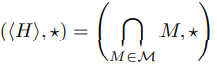 (⟨H⟩, ⋆) = ( ⋂_{M∈ℳ} M, ⋆ )